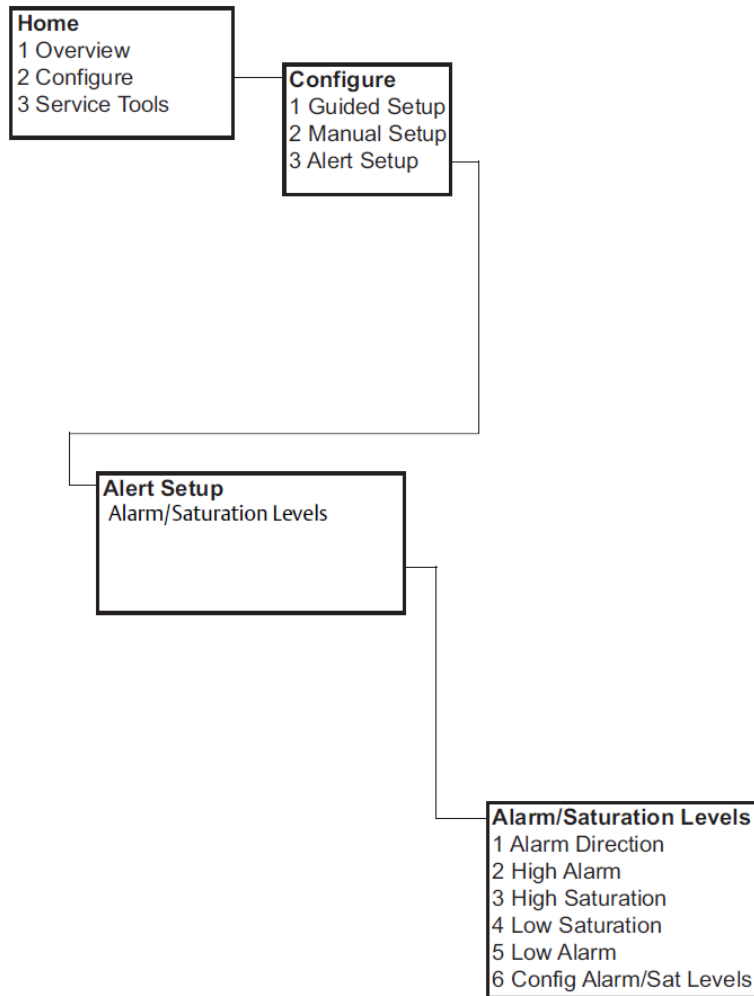 Home
1 Overview
2 Configure
3 Service Tools
Configure
1 Guided Setup
2 Manual Setup
3 Alert Setup
Alert Setup
Alarm/Saturation Levels
Alarm/Saturation Levels
1 Alarm Direction
2 High Alarm
3 High Saturation
4 Low Saturation
5 Low Alarm
6 Config Alarm/Sat Levels